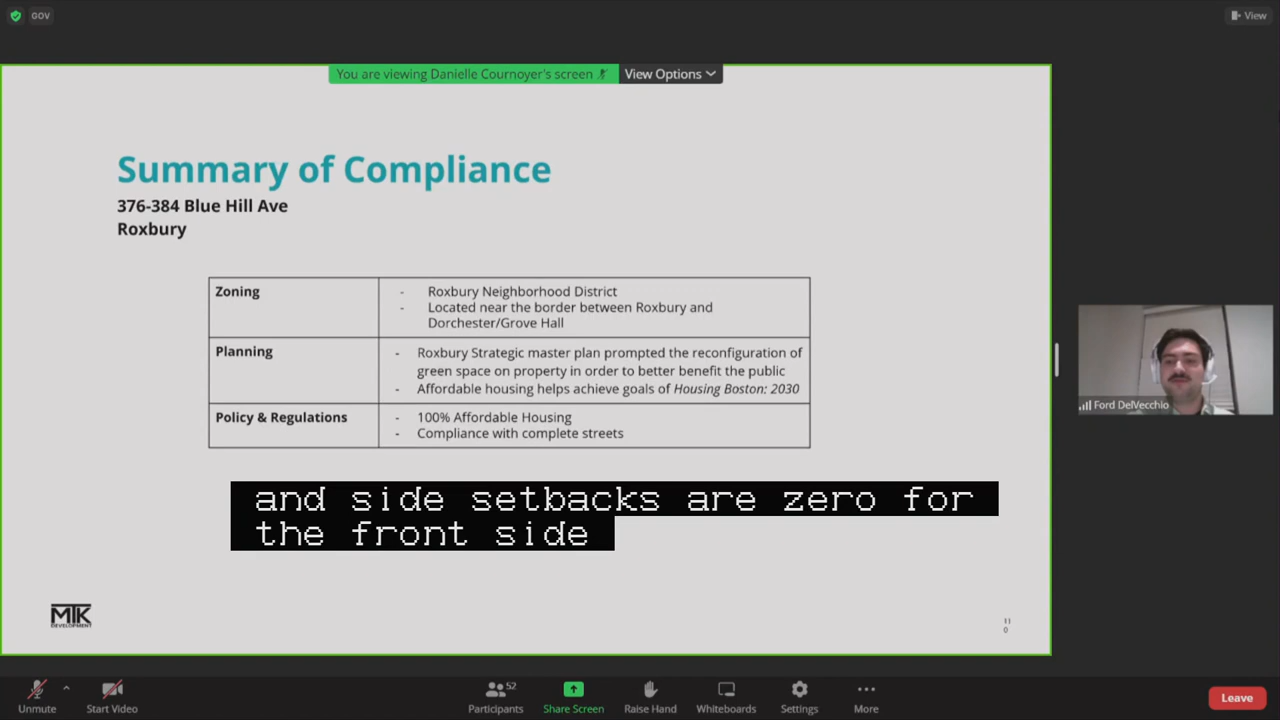 GOV
View
You are viewing Danielle Cournoyer's screen
View Options
Summary of Compliance
376-384 Blue Hill Ave
Roxbury
Zoning
- Roxbury Neighborhood District
- Located near the border between Roxbury and
Dorchester/Grove Hall
Planning
- Roxbury Strategic master plan prompted the reconfiguration of
green space on property in order to better benefit the public
- Affordable housing helps achieve goals of Housing Boston: 2030
Policy & Regulations
- 100% Affordable Housing
- Compliance with complete streets
Ford DelVecchio
and side setbacks are zero for
the front side
MTK
DEVELOPMENT
11
0
Unmute
Start Video
52
Participants
Share Screen
Raise Hand
Whiteboards
Settings
More
Leave